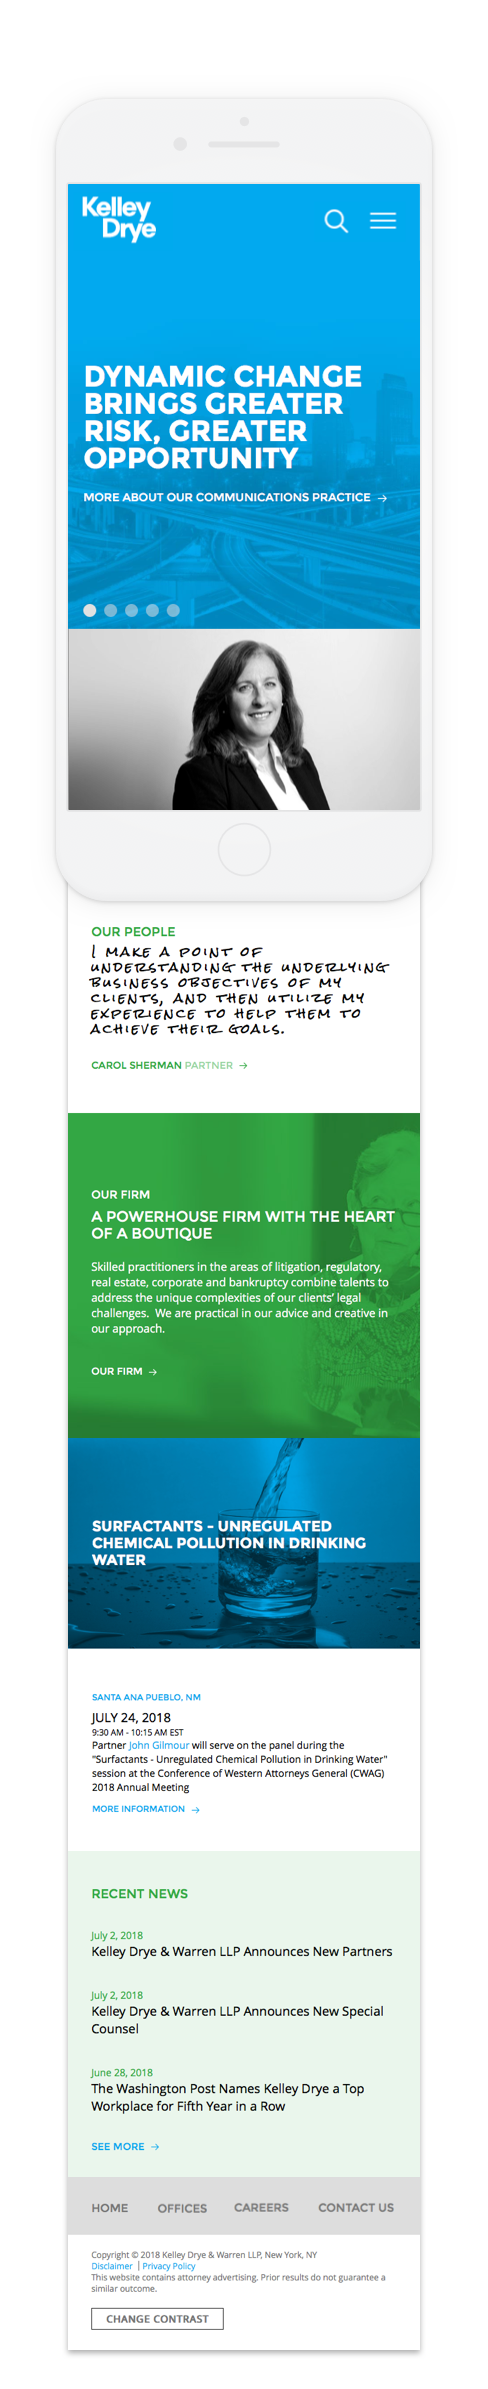 Kelley
Drye
DYNAMIC CHANGE
BRINGS GREATER
RISK, GREATER
OPPORTUNITY
MORE ABOUT OUR COMMUNICATIONS PRACTICE →
OUR PEOPLE
I MAKE A POINT OF
UNDERSTANDING THE UNDERLYING
BUSINESS OBJECTIVES OF MY
CLIENTS, AND THEN UTILIZE MY
EXPERIENCE TO HELP THEM TO
ACHIEVE THEIR GOALS.
CAROL SHERMAN PARTNER →
OUR FIRM
A POWERHOUSE FIRM WITH THE HEART
OF A BOUTIQUE
Skilled practitioners in the areas of litigation, regulatory,
real estate, corporate and bankruptcy combine talents to
address the unique complexities of our clients' legal
challenges. We are practical in our advice and creative in
our approach.
OUR FIRM →
SURFACTANTS - UNREGULATED
CHEMICAL POLLUTION IN DRINKING
WATER
SANTA ANA PUEBLO, NM
JULY 24, 2018
9:30 AM - 10:15 AM EST
Partner John Gilmour will serve on the panel during the
"Surfactants - Unregulated Chemical Pollution in Drinking Water"
session at the Conference of Western Attorneys General (CWAG)
2018 Annual Meeting
MORE INFORMATION →
RECENT NEWS
July 2, 2018
Kelley Drye & Warren LLP Announces New Partners
July 2, 2018
Kelley Drye & Warren LLP Announces New Special
Counsel
June 28, 2018
The Washington Post Names Kelley Drye a Top
Workplace for Fifth Year in a Row
SEE MORE →
HOME OFFICES CAREERS CONTACT US
Copyright © 2018 Kelley Drye & Warren LLP, New York, NY
Disclaimer | Privacy Policy
This website contains attorney advertising. Prior results do not guarantee a
similar outcome.
CHANGE CONTRAST